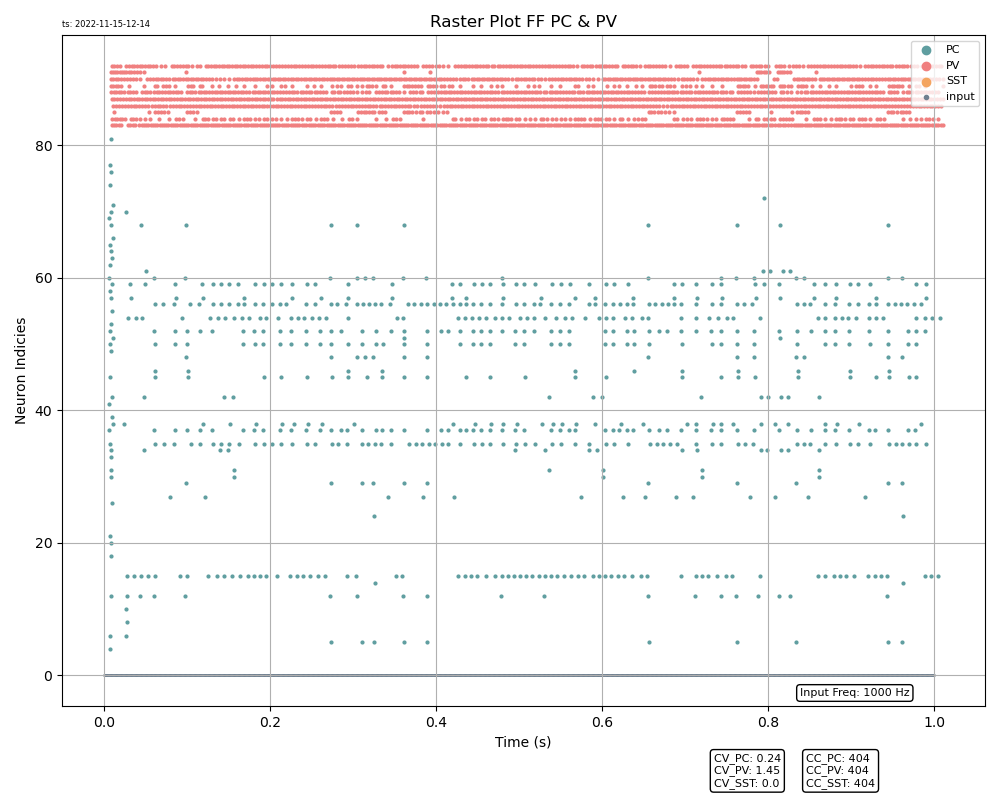 ts: 2022-11-15-12-14
Raster Plot FF PC & PV
PC
PV
SST
input
Neuron Indicies
80
60
40
20
0
Input Freq: 1000 Hz
0.0 0.2 0.4 0.6 0.8 1.0
Time (s)
CV_PC: 0.24
CV_PV: 1.45
CV_SST: 0.0
CC_PC: 404
CC_PV: 404
CC_SST: 404